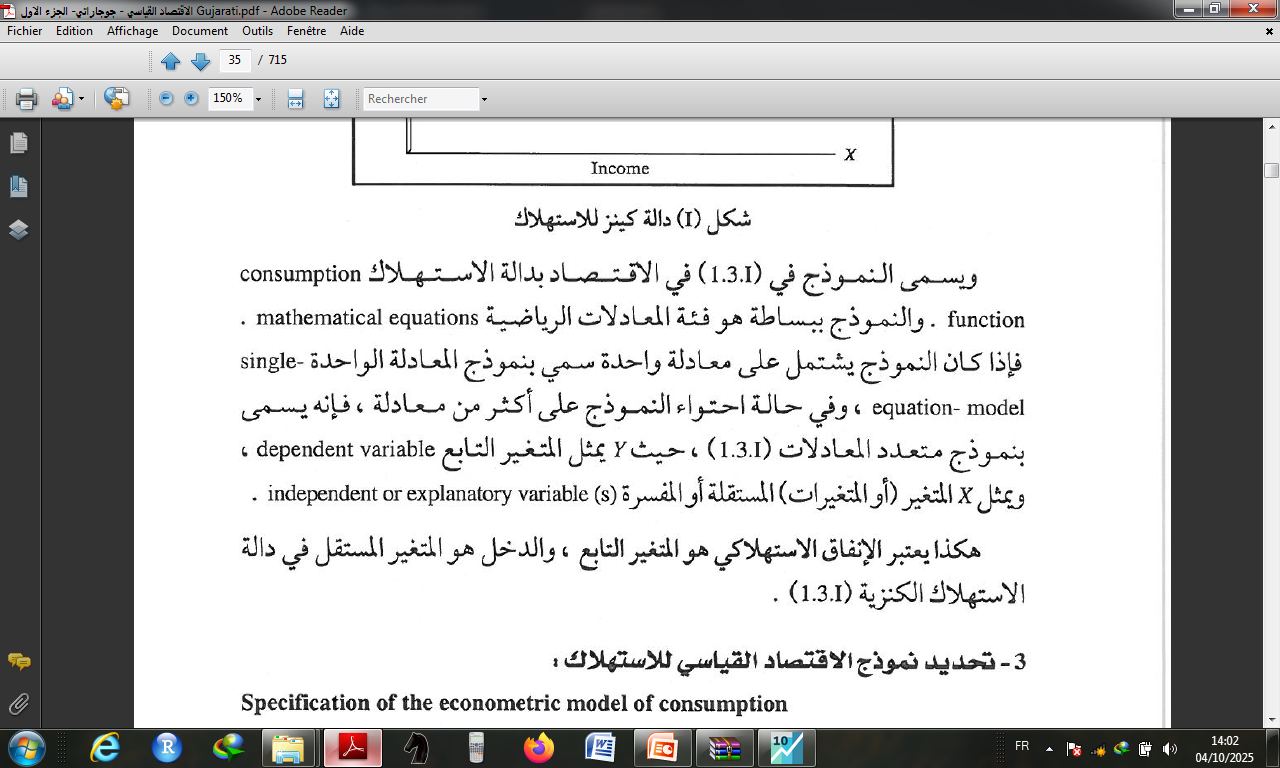 الاقتصاد القياسي - جوجاراتي- الجزء الاول Gujarati.pdf - Adobe Reader
Fichier Edition Affichage Document Outils Fenêtre Aide
35 / 715
150% Rechercher
X
Income
شكل (I) دالة كينز للاستهلاك
ويسمى النموذج في (1.3.I) في الاقتصاد بدالة الاستهلاك consumption
function . والنموذج ببساطة هو فئة المعادلات الرياضية mathematical equations .
فإذا كان النموذج يشتمل على معادلة واحدة سمي بنموذج المعادلة الواحدة single-
equation- model ، وفي حالة احتواء النموذج على أكثر من معادلة ، فإنه يسمى
بنموذج متعدد المعادلات (1.3.I) ، حيث Y يمثل المتغير التابع dependent variable ،
ويمثل X المتغير (أو المتغيرات) المستقلة أو المفسرة independent or explanatory variable (s) .
هكذا يعتبر الإنفاق الاستهلاكي هو المتغير التابع ، والدخل هو المتغير المستقل في دالة
الاستهلاك الكنزية (1.3.I) .
3 - تحديد نموذج الاقتصاد القياسي للاستهلاك :
Specification of the econometric model of consumption
FR
14:02
04/10/2025